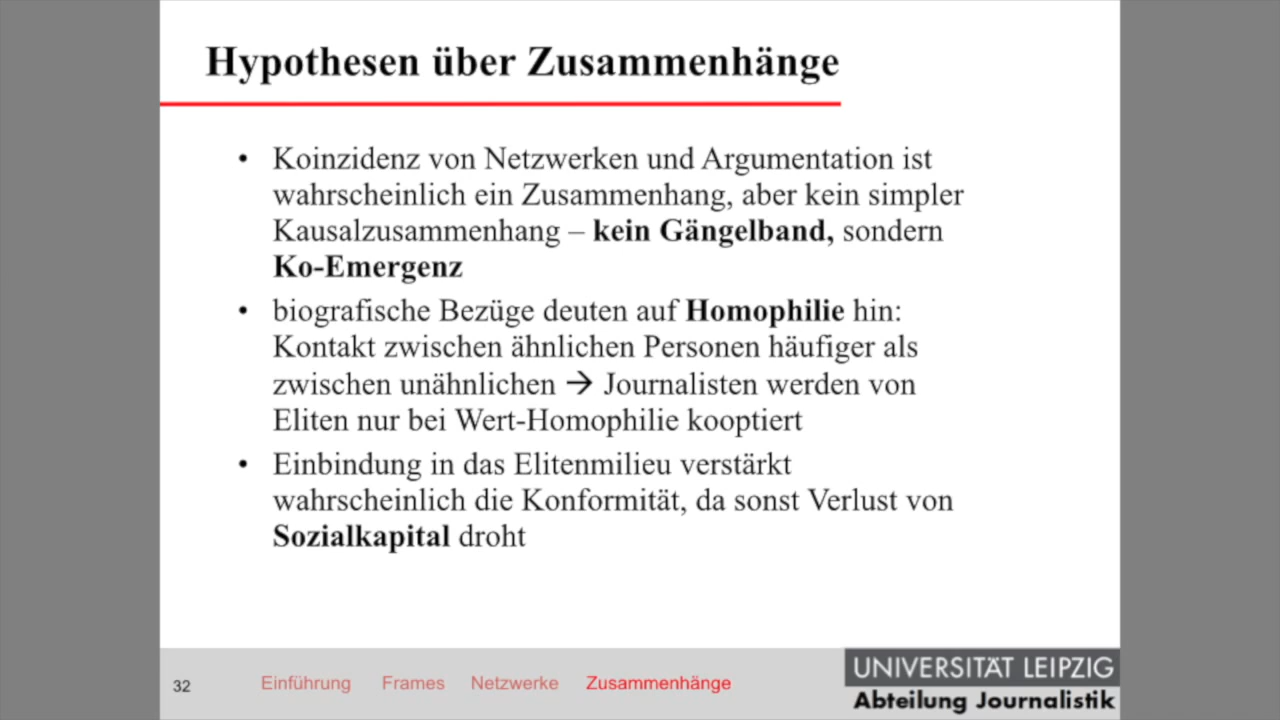 Hypothesen über Zusammenhänge
• Koinzidenz von Netzwerken und Argumentation ist
wahrscheinlich ein Zusammenhang, aber kein simpler
Kausalzusammenhang – kein Gängelband, sondern
Ko-Emergenz
• biografische Bezüge deuten auf Homophilie hin:
Kontakt zwischen ähnlichen Personen häufiger als
zwischen unähnlichen → Journalisten werden von
Eliten nur bei Wert-Homophilie kooptiert
• Einbindung in das Elitenmilieu verstärkt
wahrscheinlich die Konformität, da sonst Verlust von
Sozialkapital droht
32 Einführung Frames Netzwerke Zusammenhänge
UNIVERSITÄT LEIPZIG
Abteilung Journalistik